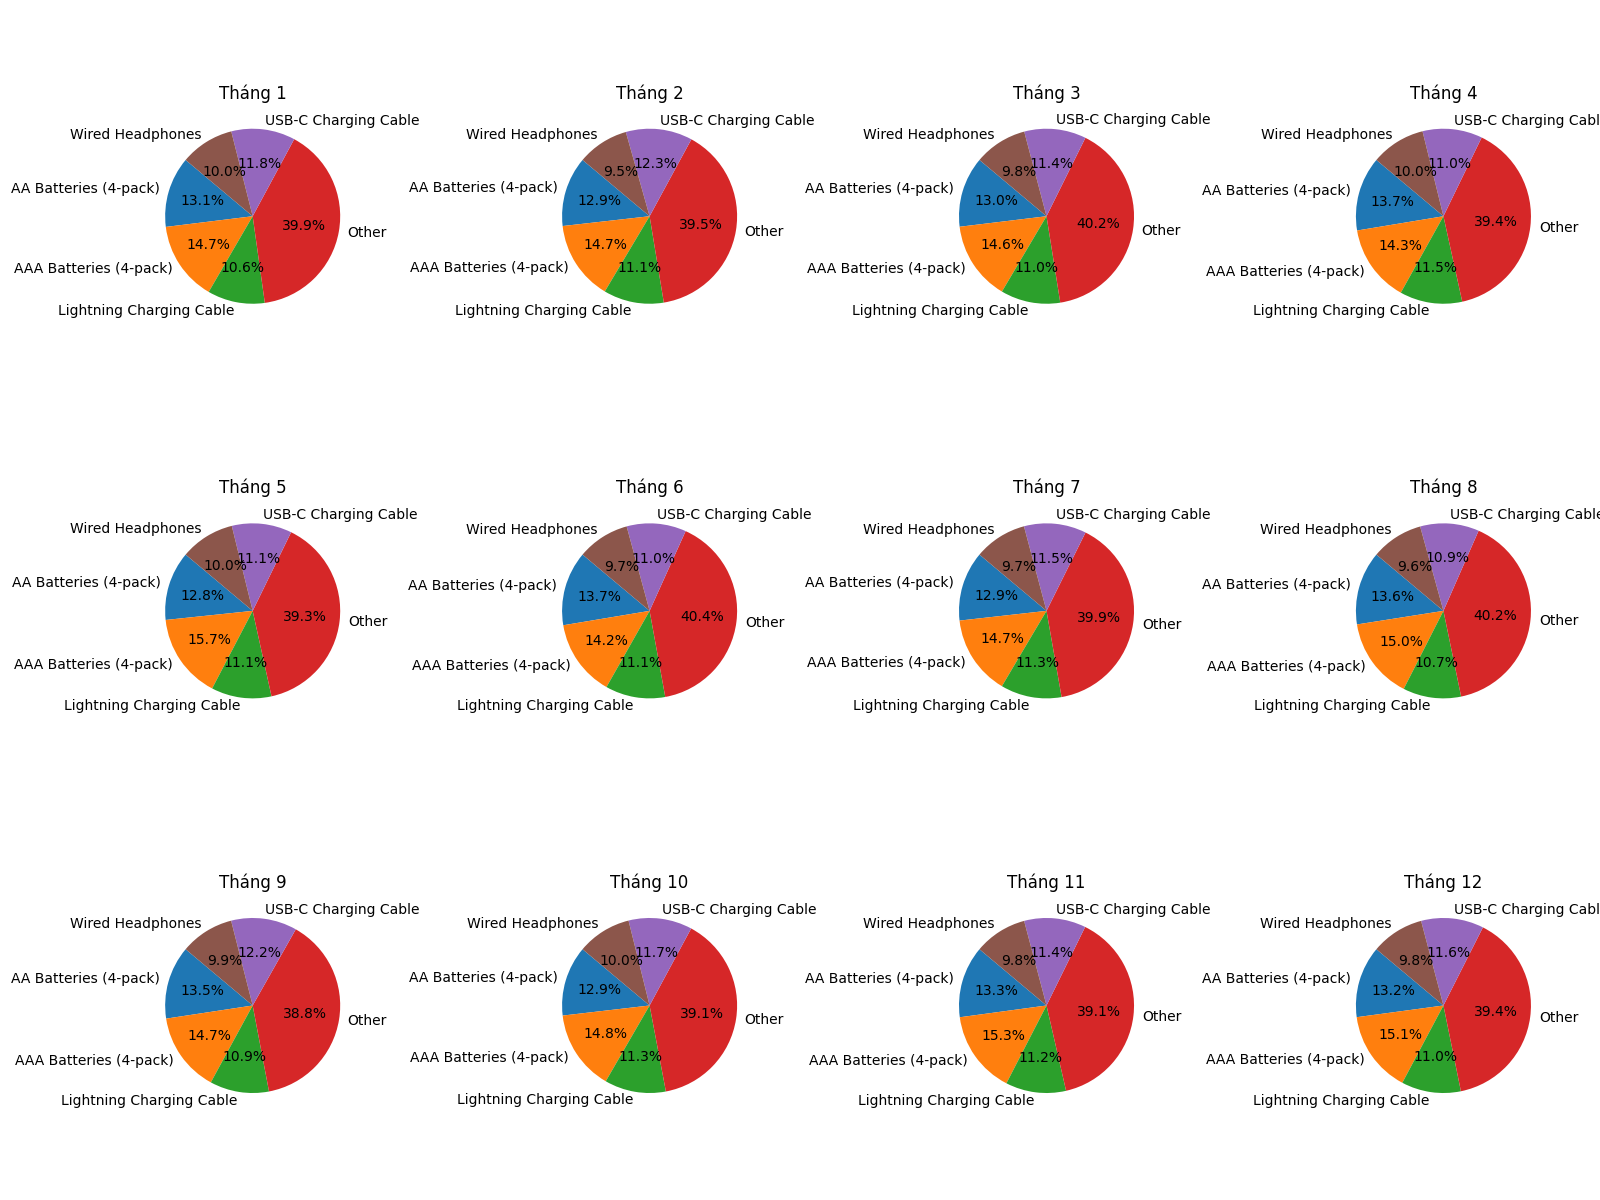 Tháng 1
USB-C Charging Cable
Wired Headphones
11.8%
10.0%
AA Batteries (4-pack)
13.1%
39.9%
Other
14.7%
AAA Batteries (4-pack)
10.6%
Lightning Charging Cable
Tháng 2
USB-C Charging Cable
Wired Headphones
12.3%
9.5%
AA Batteries (4-pack)
12.9%
39.5%
Other
14.7%
AAA Batteries (4-pack)
11.1%
Lightning Charging Cable
Tháng 3
USB-C Charging Cable
Wired Headphones
11.4%
9.8%
AA Batteries (4-pack)
13.0%
40.2%
Other
14.6%
AAA Batteries (4-pack)
11.0%
Lightning Charging Cable
Tháng 4
USB-C Charging Cabl
Wired Headphones
11.0%
10.0%
AA Batteries (4-pack)
13.7%
39.4%
Other
14.3%
AAA Batteries (4-pack)
11.5%
Lightning Charging Cable
Tháng 5
USB-C Charging Cable
Wired Headphones
11.1%
10.0%
AA Batteries (4-pack)
12.8%
39.3%
Other
15.7%
AAA Batteries (4-pack)
11.1%
Lightning Charging Cable
Tháng 6
USB-C Charging Cable
Wired Headphones
11.0%
9.7%
AA Batteries (4-pack)
13.7%
40.4%
Other
14.2%
AAA Batteries (4-pack)
11.1%
Lightning Charging Cable
Tháng 7
USB-C Charging Cable
Wired Headphones
11.5%
9.7%
AA Batteries (4-pack)
12.9%
39.9%
Other
14.7%
AAA Batteries (4-pack)
11.3%
Lightning Charging Cable
Tháng 8
USB-C Charging Cable
Wired Headphones
10.9%
9.6%
AA Batteries (4-pack)
13.6%
40.2%
Other
15.0%
AAA Batteries (4-pack)
10.7%
Lightning Charging Cable
Tháng 9
USB-C Charging Cable
Wired Headphones
12.2%
9.9%
AA Batteries (4-pack)
13.5%
38.8%
Other
14.7%
AAA Batteries (4-pack)
10.9%
Lightning Charging Cable
Tháng 10
USB-C Charging Cable
Wired Headphones
11.7%
10.0%
AA Batteries (4-pack)
12.9%
39.1%
Other
14.8%
AAA Batteries (4-pack)
11.3%
Lightning Charging Cable
Tháng 11
USB-C Charging Cable
Wired Headphones
11.4%
9.8%
AA Batteries (4-pack)
13.3%
39.1%
Other
15.3%
AAA Batteries (4-pack)
11.2%
Lightning Charging Cable
Tháng 12
USB-C Charging Cabl
Wired Headphones
11.6%
9.8%
AA Batteries (4-pack)
13.2%
39.4%
Other
15.1%
AAA Batteries (4-pack)
11.0%
Lightning Charging Cable